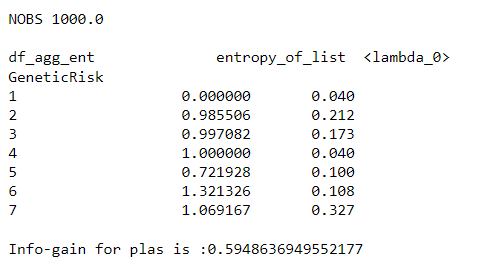 NOBS 1000.0
df_agg_ent entropy_of_list <lambda_0>
GeneticRisk
1 0.000000 0.040
2 0.985506 0.212
3 0.997082 0.173
4 1.000000 0.040
5 0.721928 0.100
6 1.321326 0.108
7 1.069167 0.327
Info-gain for plas is :0.5948636949552177